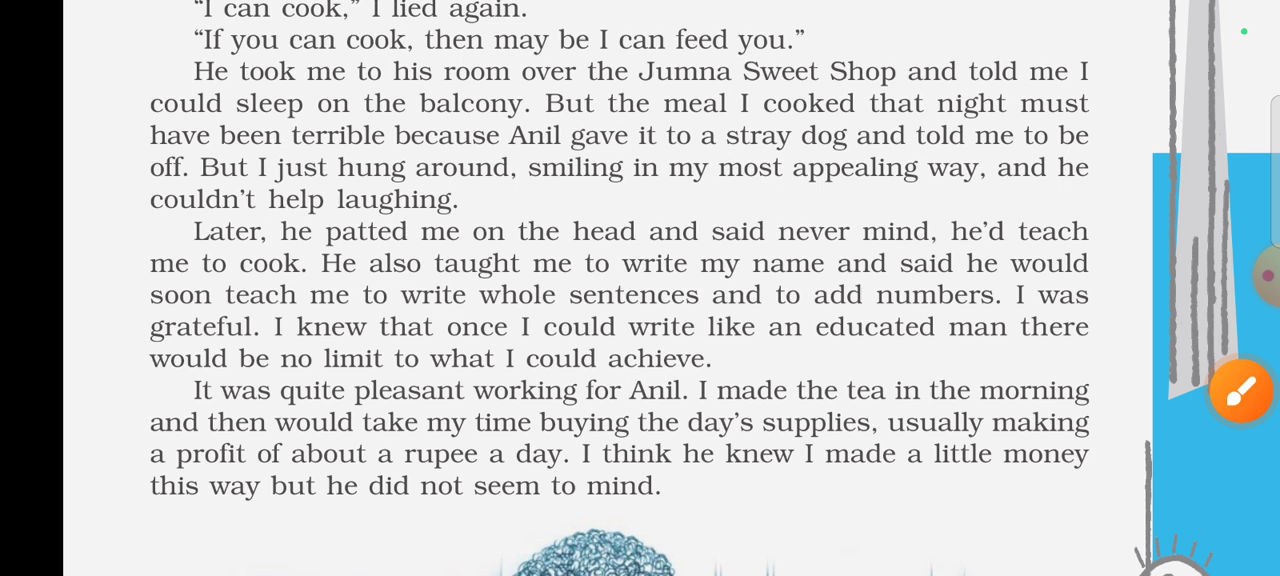 “I can cook,” I lied again.
“If you can cook, then may be I can feed you.”
He took me to his room over the Jumna Sweet Shop and told me I
could sleep on the balcony. But the meal I cooked that night must
have been terrible because Anil gave it to a stray dog and told me to be
off. But I just hung around, smiling in my most appealing way, and he
couldn’t help laughing.
Later, he patted me on the head and said never mind, he’d teach
me to cook. He also taught me to write my name and said he would
soon teach me to write whole sentences and to add numbers. I was
grateful. I knew that once I could write like an educated man there
would be no limit to what I could achieve.
It was quite pleasant working for Anil. I made the tea in the morning
and then would take my time buying the day’s supplies, usually making
a profit of about a rupee a day. I think he knew I made a little money
this way but he did not seem to mind.